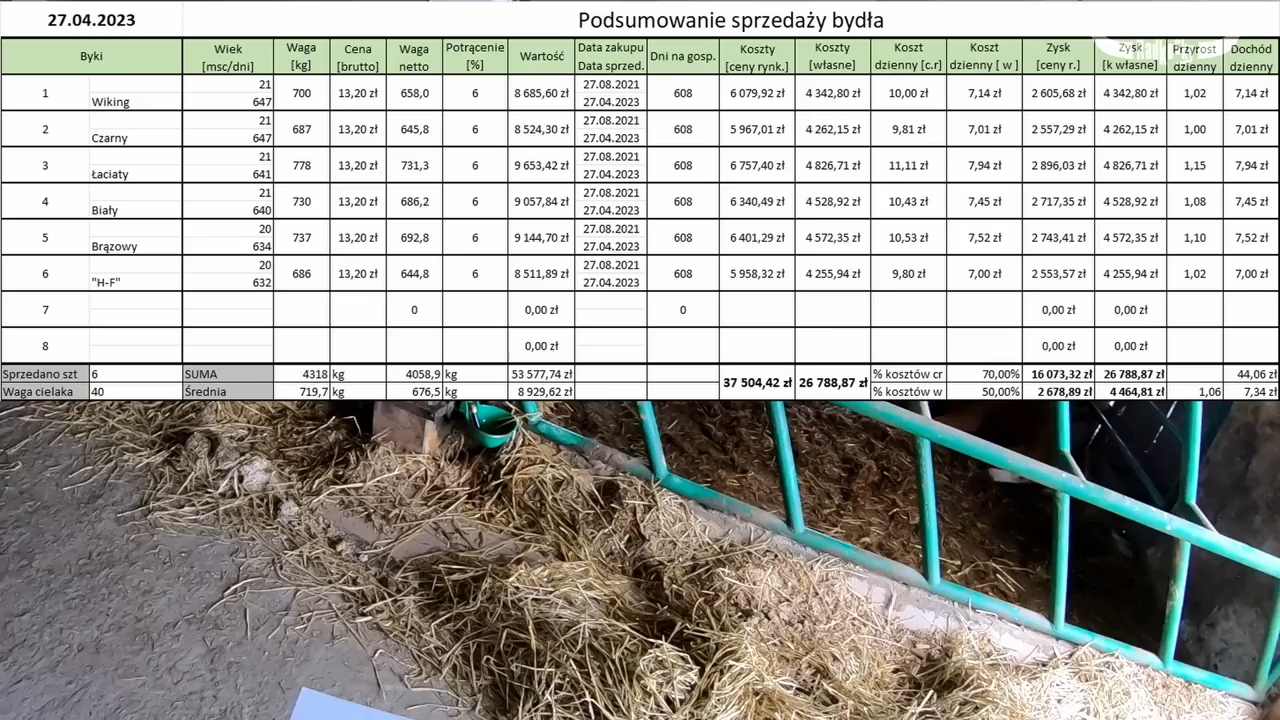 27.04.2023 Podsumowanie sprzedaży bydła
Byki Wiek [msc/dni] Waga [kg] Cena [brutto] Waga netto Potrącenie [%] Wartość Data zakupu Data sprzed. Dni na gosp. Koszty [ceny rynk.] Koszty [własne] Koszt dzienny [c.r] Koszt dzienny [ w ] Zysk [ceny r.] Zysk [k własne] Przyrost dzienny Dochód dzienny
1 Wiking 21 647 700 13,20 zł 658,0 6 8 685,60 zł 27.08.2021 27.04.2023 608 6 079,92 zł 4 342,80 zł 10,00 zł 7,14 zł 2 605,68 zł 4 342,80 zł 1,02 7,14 zł
2 Czarny 21 647 687 13,20 zł 645,8 6 8 524,30 zł 27.08.2021 27.04.2023 608 5 967,01 zł 4 262,15 zł 9,81 zł 7,01 zł 2 557,29 zł 4 262,15 zł 1,00 7,01 zł
3 Łaciaty 21 641 778 13,20 zł 731,3 6 9 653,42 zł 27.08.2021 27.04.2023 608 6 757,40 zł 4 826,71 zł 11,11 zł 7,94 zł 2 896,03 zł 4 826,71 zł 1,15 7,94 zł
4 Biały 21 640 730 13,20 zł 686,2 6 9 057,84 zł 27.08.2021 27.04.2023 608 6 340,49 zł 4 528,92 zł 10,43 zł 7,45 zł 2 717,35 zł 4 528,92 zł 1,08 7,45 zł
5 Brązowy 20 634 737 13,20 zł 692,8 6 9 144,70 zł 27.08.2021 27.04.2023 608 6 401,29 zł 4 572,35 zł 10,53 zł 7,52 zł 2 743,41 zł 4 572,35 zł 1,10 7,52 zł
6 "H-F" 20 632 686 13,20 zł 644,8 6 8 511,89 zł 27.08.2021 27.04.2023 608 5 958,32 zł 4 255,94 zł 9,80 zł 7,00 zł 2 553,57 zł 4 255,94 zł 1,02 7,00 zł
7 0 0,00 zł 0 0,00 zł 0,00 zł
8 0,00 zł 0,00 zł 0,00 zł
Sprzedano szt 6 SUMA 4318 kg 4058,9 kg 53 577,74 zł 37 504,42 zł 26 788,87 zł % kosztów cr 70,00% 16 073,32 zł 26 788,87 zł 44,06 zł
Waga cielaka 40 Średnia 719,7 kg 676,5 kg 8 929,62 zł % kosztów w 50,00% 2 678,89 zł 4 464,81 zł 1,06 7,34 zł